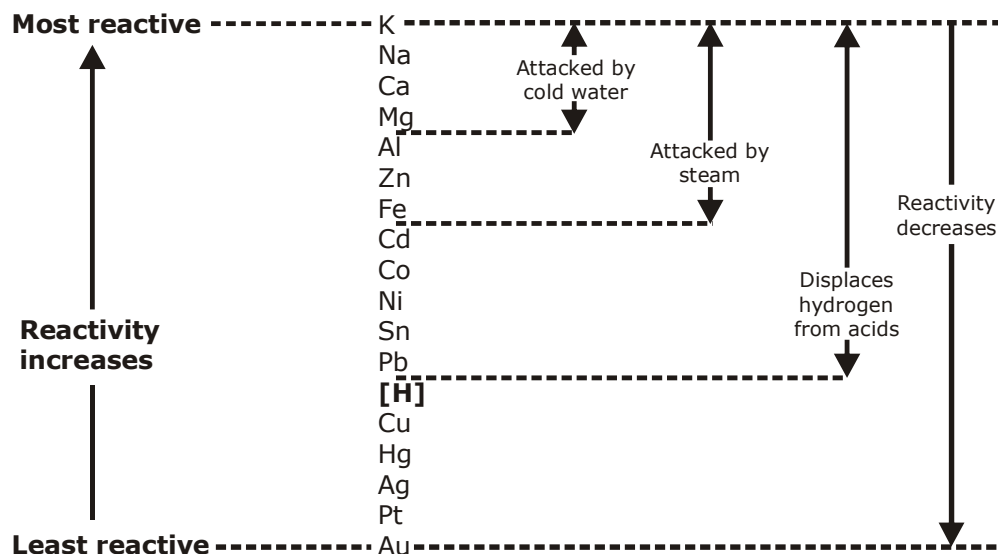 Most reactive
K
Na
Ca
Mg
Al
Zn
Fe
Cd
Co
Ni
Sn
Pb
[H]
Cu
Hg
Ag
Pt
Au
Least reactive
Reactivity
increases
Attacked by
cold water
Attacked by
steam
Displaces
hydrogen
from acids
Reactivity
decreases